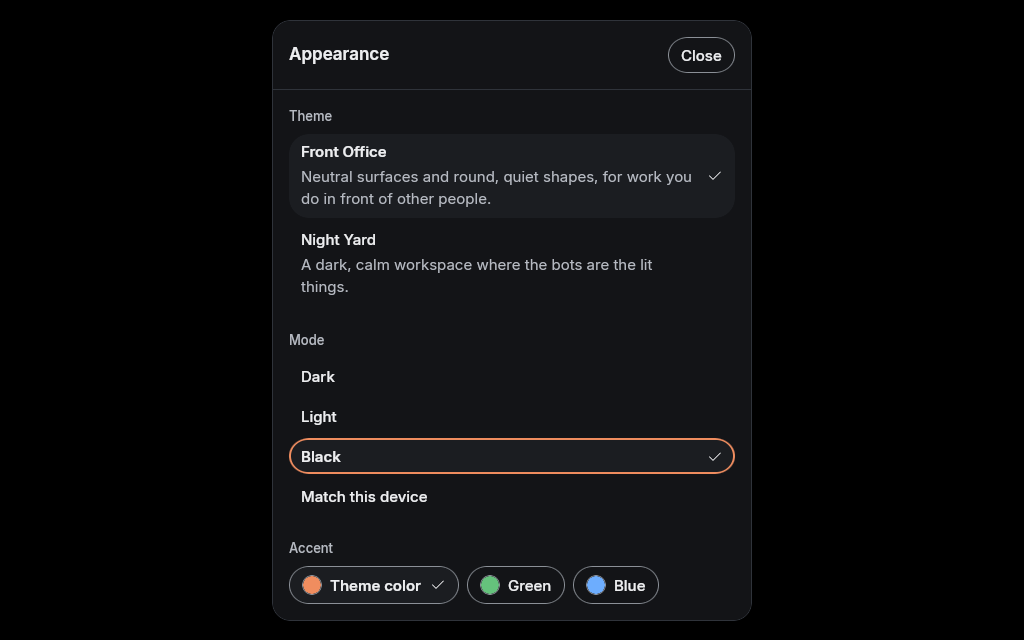 Appearance
Close
Theme
Front Office
Neutral surfaces and round, quiet shapes, for work you
do in front of other people.
Night Yard
A dark, calm workspace where the bots are the lit
things.
Mode
Dark
Light
Black
Match this device
Accent
Theme color
Green
Blue